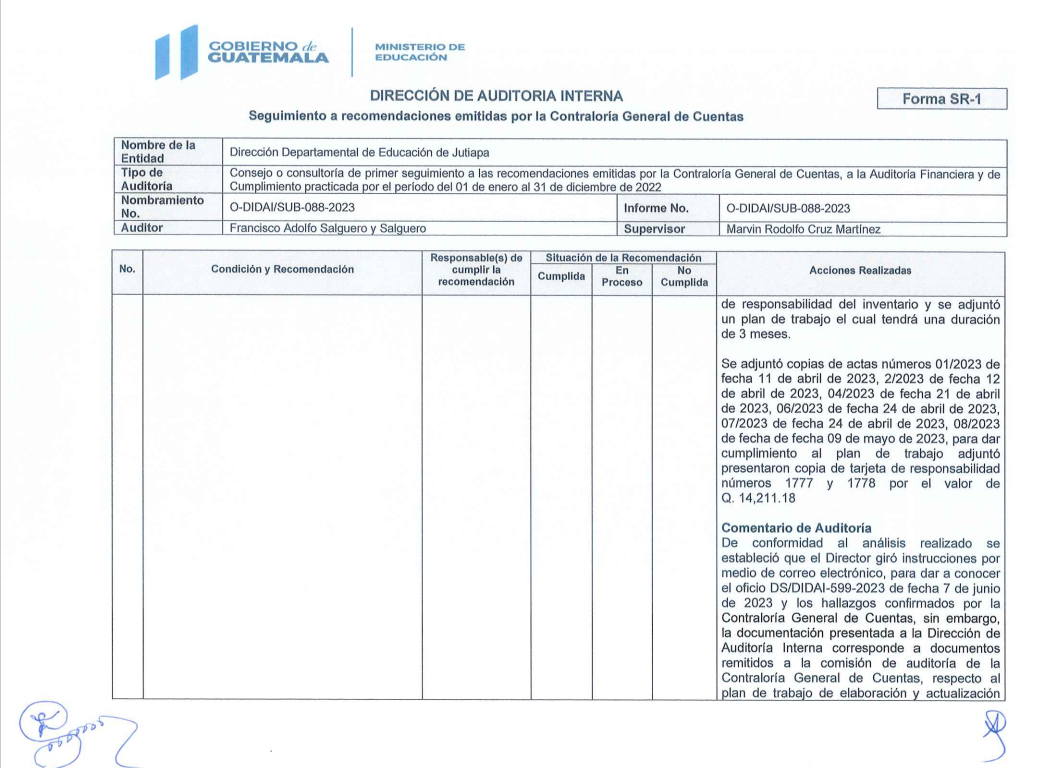 GOBIERNO de
GUATEMALA
MINISTERIO DE
EDUCACIÓN
DIRECCIÓN DE AUDITORIA INTERNA
Forma SR-1
Seguimiento a recomendaciones emitidas por la Contraloría General de Cuentas
Nombre de la
Entidad
Dirección Departamental de Educación de Jutiapa
Tipo de
Auditoría
Consejo o consultoría de primer seguimiento a las recomendaciones emitidas por la Contraloría General de Cuentas, a la Auditoría Financiera y de
Cumplimiento practicada por el período del 01 de enero al 31 de diciembre de 2022
Nombramiento
No.
O-DIDAI/SUB-088-2023
Informe No.
O-DIDAI/SUB-088-2023
Auditor
Francisco Adolfo Salguero y Salguero
Supervisor
Marvin Rodolfo Cruz Martínez
No.
Condición y Recomendación
Responsable(s) de
cumplir la
recomendación
Situación de la Recomendación
Cumplida
En
Proceso
No
Cumplida
Acciones Realizadas
de responsabilidad del inventario y se adjuntó
un plan de trabajo el cual tendrá una duración
de 3 meses.
Se adjuntó copias de actas números 01/2023 de
fecha 11 de abril de 2023, 2/2023 de fecha 12
de abril de 2023, 04/2023 de fecha 21 de abril
de 2023, 06/2023 de fecha 24 de abril de 2023,
07/2023 de fecha 24 de abril de 2023, 08/2023
de fecha de fecha 09 de mayo de 2023, para dar
cumplimiento al plan de trabajo adjuntó
presentaron copia de tarjeta de responsabilidad
números 1777 y 1778 por el valor de
Q. 14,211.18
Comentario de Auditoría
De conformidad al análisis realizado se
estableció que el Director giró instrucciones por
medio de correo electrónico, para dar a conocer
el oficio DS/DIDAI-599-2023 de fecha 7 de junio
de 2023 y los hallazgos confirmados por la
Contraloría General de Cuentas, sin embargo,
la documentación presentada a la Dirección de
Auditoría Interna corresponde a documentos
remitidos a la comisión de auditoría de la
Contraloría General de Cuentas, respecto al
plan de trabajo de elaboración y actualización